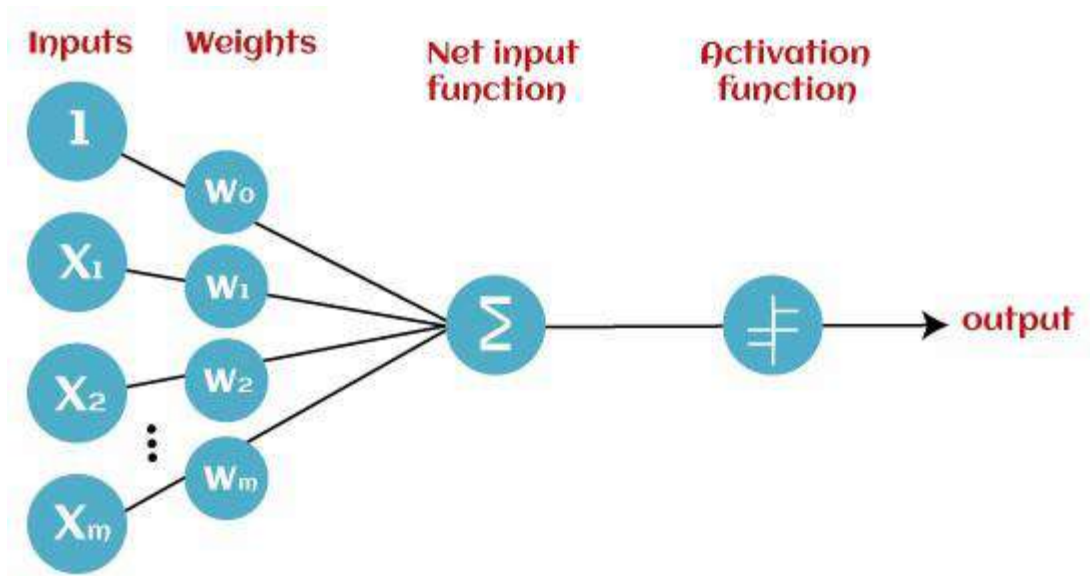 Inputs
Weights
Net input
function
Activation
function
1
W0
X1
W1
Σ
output
X2
W2
Xm
Wm